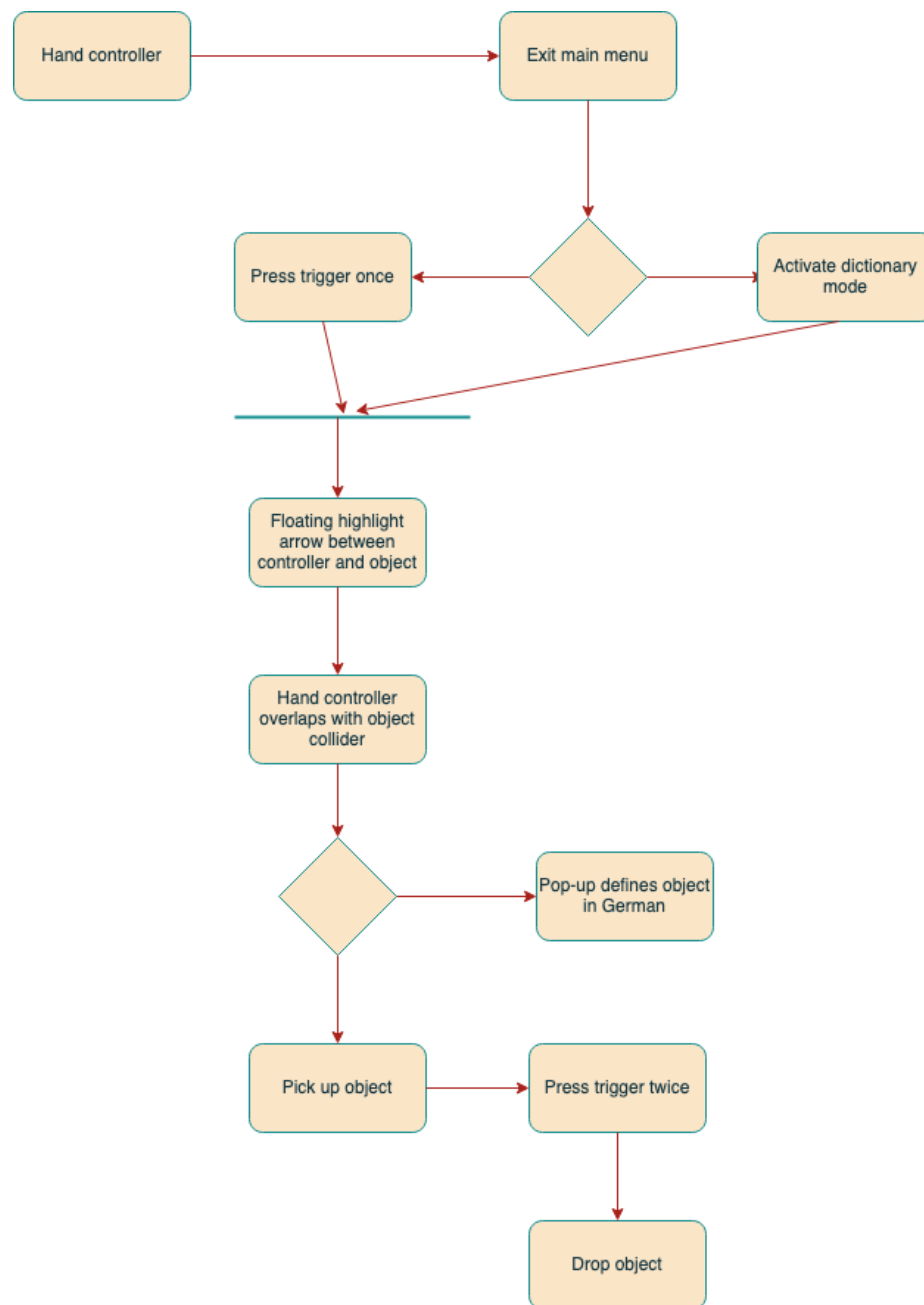 Hand controller
Exit main menu
Press trigger once
Activate dictionary
mode
Floating highlight
arrow between
controller and object
Hand controller
overlaps with object
collider
Pop-up defines object
in German
Pick up object
Press trigger twice
Drop object